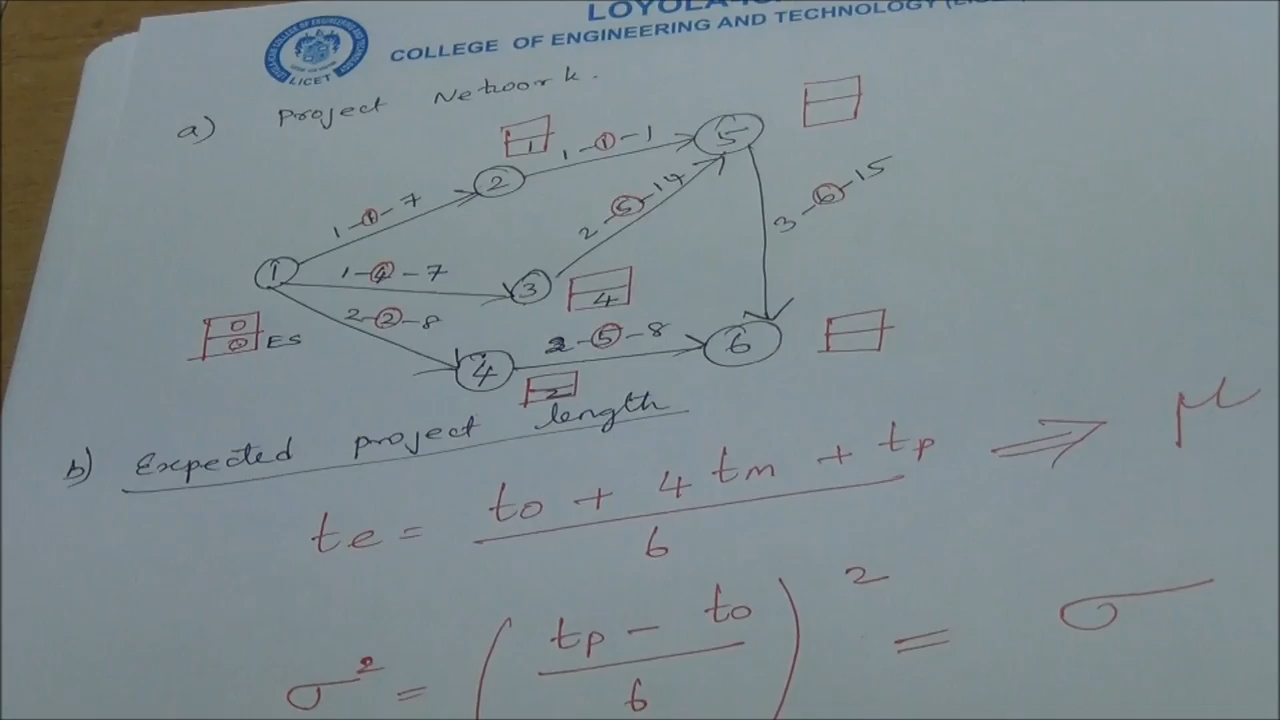 COLLEGE OF ENGINEERING AND TECHNOLOGY
LICET
a) Project Network.
1
1-①-1
5
2
1-①-7
2-⑤-14
3-⑥-15
1
1-④-7
3
4
0
0 ES
2-②-8
4
2-⑤-8
6
2
b) Expected project length
te = to + 4 tm + tp / 6 ⇒ μ
σ² = ( tp - to / 6 )² = σ